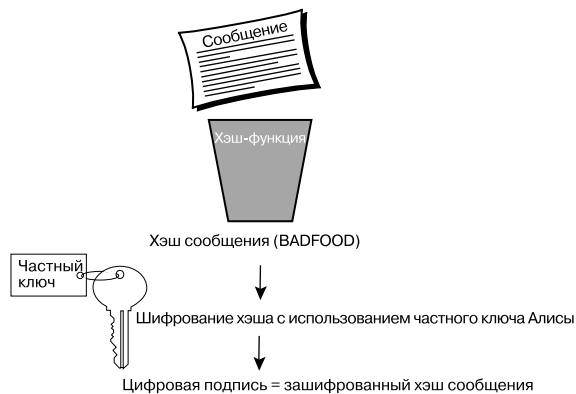 Сообщение
Хэш-функция
Хэш сообщения (BADFOOD)
Частный
ключ
Шифрование хэша с использованием частного ключа Алисы
Цифровая подпись = зашифрованный хэш сообщения